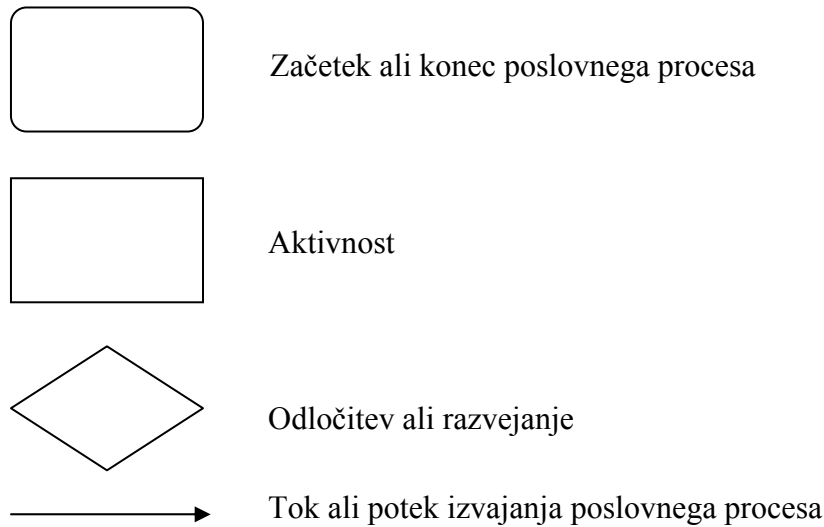 Začetek ali konec poslovnega procesa
Aktivnost
Odločitev ali razvejanje
Tok ali potek izvajanja poslovnega procesa